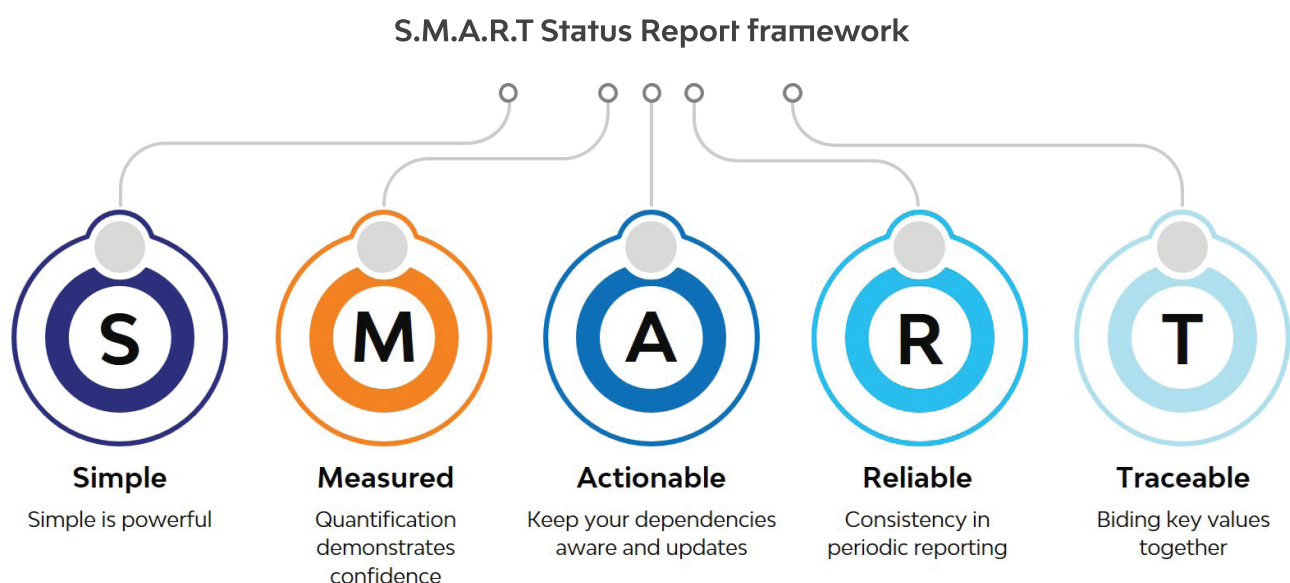 S.M.A.R.T Status Report framework
S
M
A
R
T
Simple
Simple is powerful
Measured
Quantification
demonstrates
confidence
Actionable
Keep your dependencies
aware and updates
Reliable
Consistency in
periodic reporting
Traceable
Biding key values
together